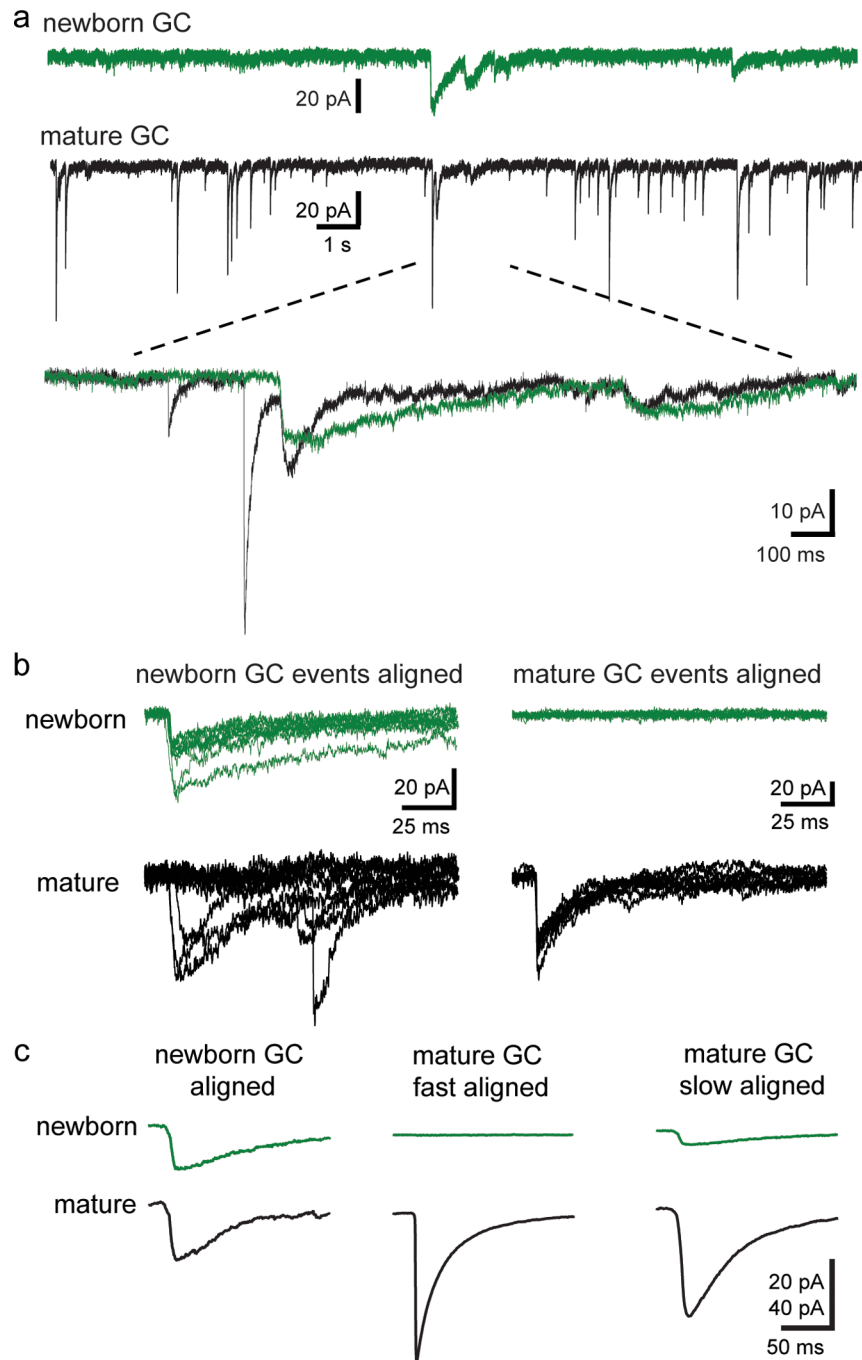 a
newborn GC
20 pA
mature GC
20 pA
1 s
10 pA
100 ms
b
newborn GC events aligned
mature GC events aligned
newborn
20 pA
25 ms
20 pA
25 ms
mature
c
newborn GC
aligned
mature GC
fast aligned
mature GC
slow aligned
newborn
mature
20 pA
40 pA
50 ms